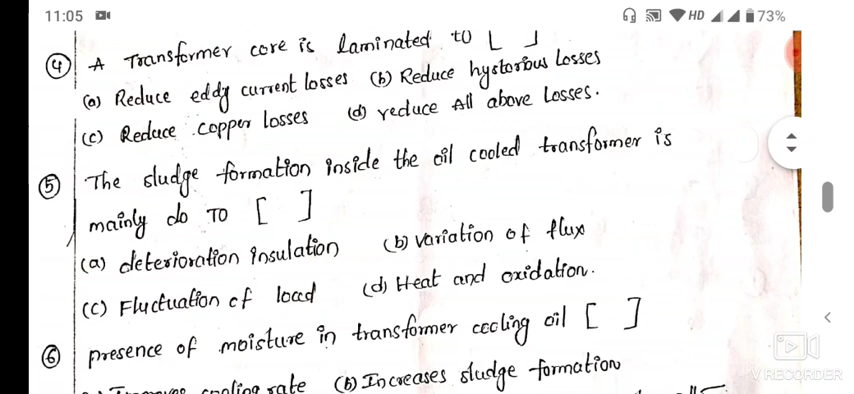 11:05 HD 73%
④ A Transformer core is laminated to [ ]
(a) Reduce eddy current losses (b) Reduce hystorious Losses
(c) Reduce copper losses (d) reduce All above Losses.
⑤ The sludge formation inside the oil cooled transformer is
mainly do TO [ ]
(a) deterioration insulation (b) variation of flux
(c) Fluctuation of load (d) Heat and oxidation.
⑥ presence of moisture in transformer cooling oil [ ]
cooling rate (b) Increases sludge formation
VRECORDER